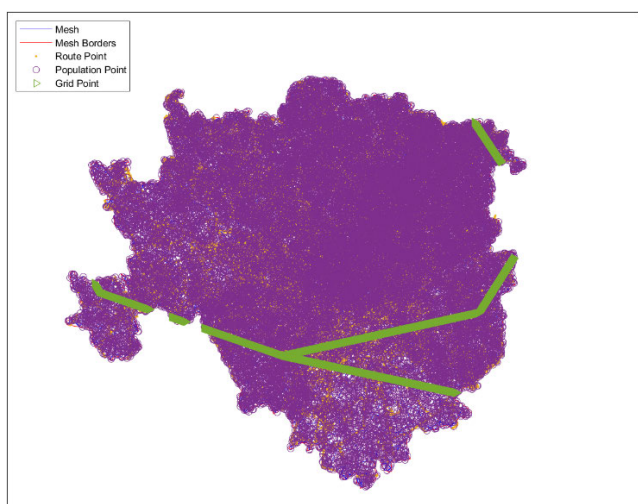 Mesh
Mesh Borders
Route Point
Population Point
Grid Point